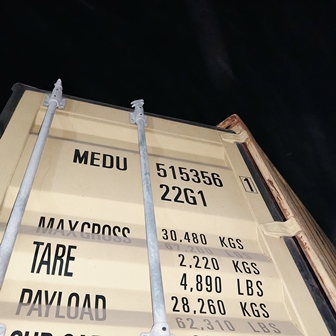 MEDU 515356 1
22G1
MAXGROSS 30,480 KGS
TARE 2,220 KGS
4,890 LBS
PAYLOAD 28,260 KGS
62,310 LBS